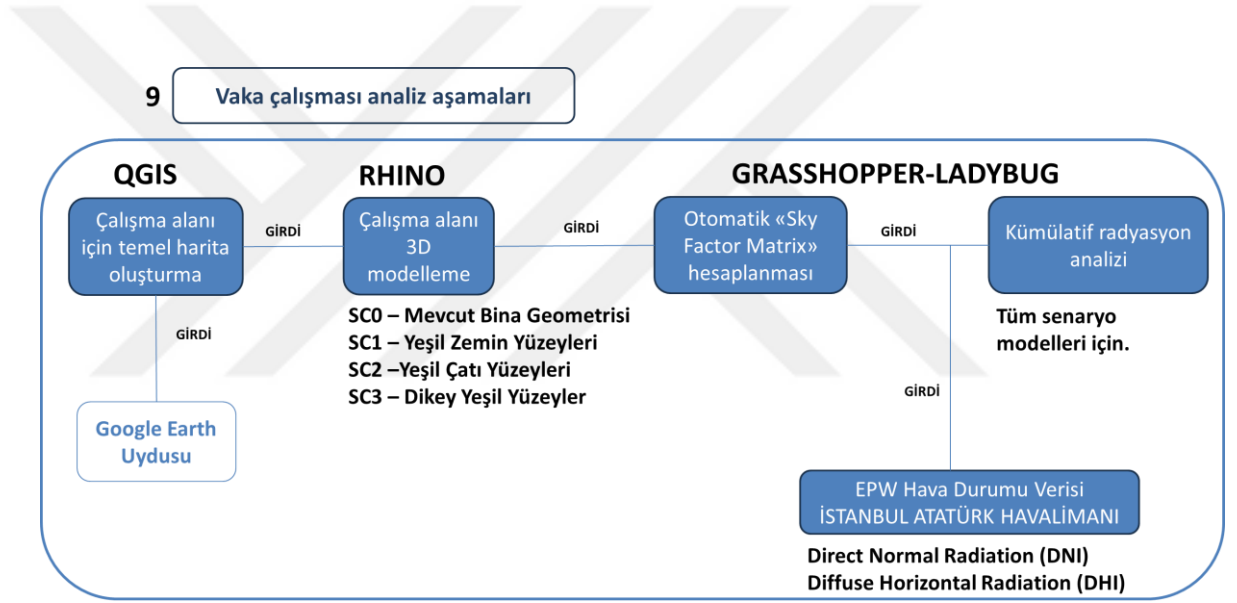 9
Vaka çalışması analiz aşamaları
QGIS
Çalışma alanı
için temel harita
oluşturma
GİRDİ
GİRDİ
Google Earth
Uydusu
RHINO
Çalışma alanı
3D
modelleme
GİRDİ
SC0 – Mevcut Bina Geometrisi
SC1 – Yeşil Zemin Yüzeyleri
SC2 –Yeşil Çatı Yüzeyleri
SC3 – Dikey Yeşil Yüzeyler
GRASSHOPPER-LADYBUG
Otomatik «Sky
Factor Matrix»
hesaplanması
GİRDİ
Kümülatif radyasyon
analizi
Tüm senaryo
modelleri için.
GİRDİ
EPW Hava Durumu Verisi
İSTANBUL ATATÜRK HAVALİMANI
Direct Normal Radiation (DNI)
Diffuse Horizontal Radiation (DHI)